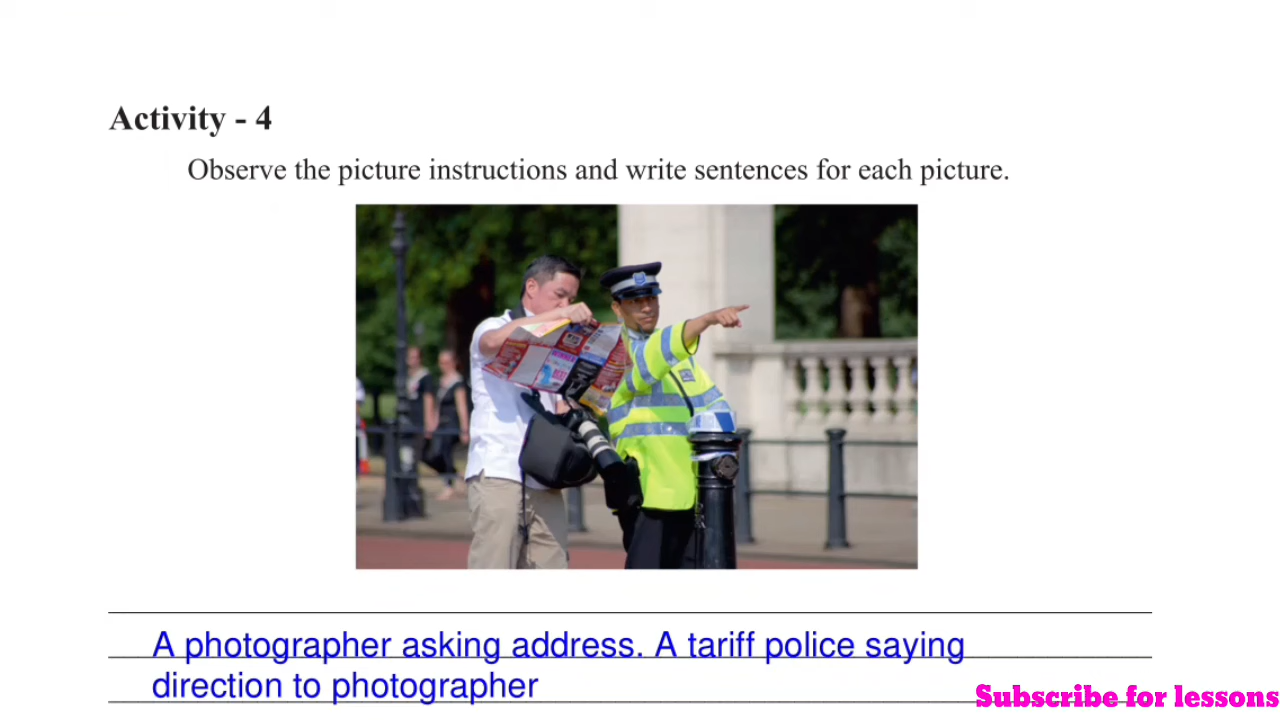 Activity - 4
Observe the picture instructions and write sentences for each picture.
A photographer asking address. A tariff police saying
direction to photographer
Subscribe for lessons